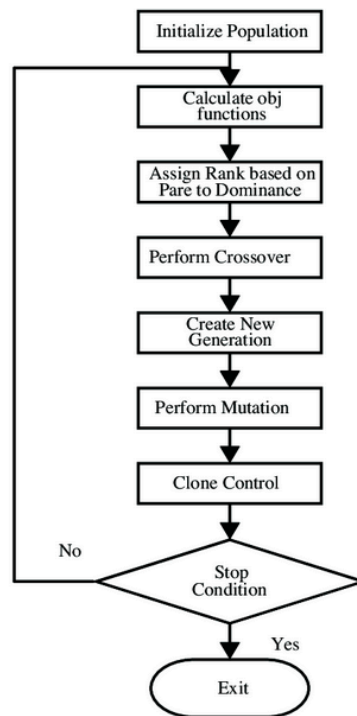 Initialize Population
Calculate obj
functions
Assign Rank based on
Pare to Dominance
Perform Crossover
Create New
Generation
Perform Mutation
Clone Control
No
Stop
Condition
Yes
Exit